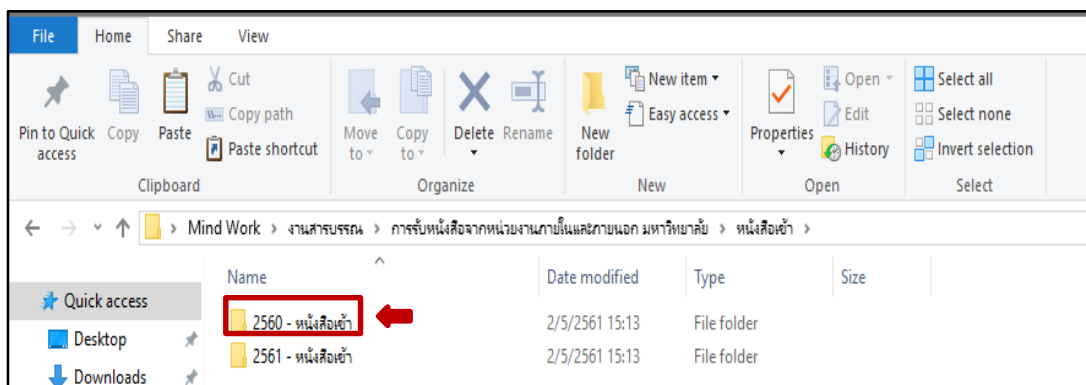 File Home Share View
Pin to Quick access
Copy
Paste
Cut
Copy path
Paste shortcut
Clipboard
Move to
Copy to
Delete
Rename
Organize
New folder
New item
Easy access
New
Properties
Open
Edit
History
Open
Select all
Select none
Invert selection
Select
Mind Work > งานสารบรรณ > การรับหนังสือจากหน่วยงานภายในและภายนอก มหาวิทยาลัย > หนังสือเข้า >
Name Date modified Type Size
Quick access
Desktop
Downloads
2560 - หนังสือเข้า 2/5/2561 15:13 File folder
2561 - หนังสือเข้า 2/5/2561 15:13 File folder